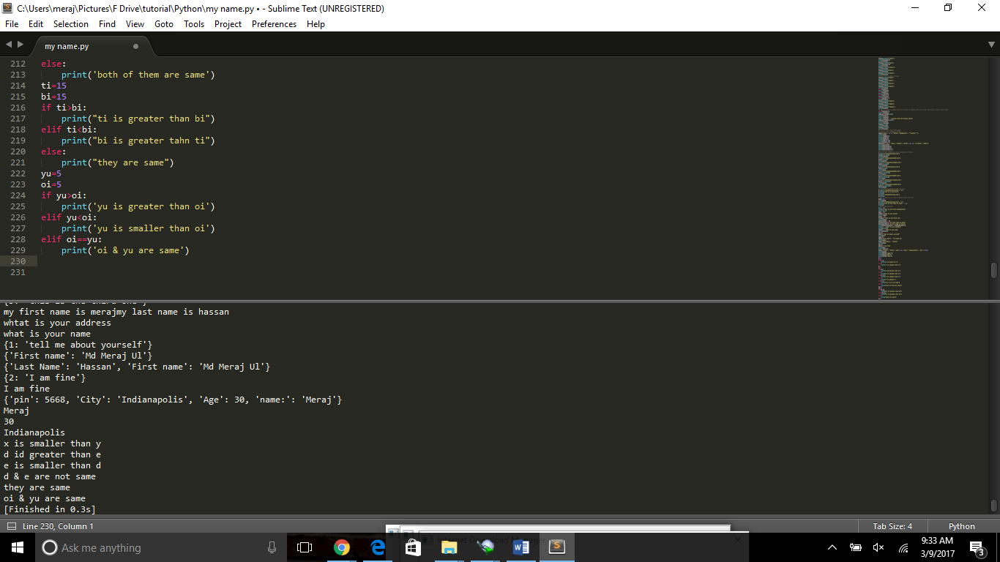 C:\Users\meraj\Pictures\F Drive\tutorial\Python\my name.py • - Sublime Text (UNREGISTERED)
File Edit Selection Find View Goto Tools Project Preferences Help
my name.py
212 else:
213     print('both of them are same')
214 ti=15
215 bi=15
216 if ti>bi:
217     print("ti is greater than bi")
218 elif ti<bi:
219     print("bi is greater tahn ti")
220 else:
221     print("they are same")
222 yu=5
223 oi=5
224 if yu>oi:
225     print('yu is greater than oi')
226 elif yu<oi:
227     print('yu is smaller than oi')
228 elif oi==yu:
229     print('oi & yu are same')
230
231
my first name is merajmy last name is hassan
whtat is your address
what is your name
{1: 'tell me about yourself'}
{'First name': 'Md Meraj Ul'}
{'Last Name': 'Hassan', 'First name': 'Md Meraj Ul'}
{2: 'I am fine'}
I am fine
{'pin': 5668, 'City': 'Indianapolis', 'Age': 30, 'name:': 'Meraj'}
Meraj
30
Indianapolis
x is smaller than y
d id greater than e
e is smaller than d
d & e are not same
they are same
oi & yu are same
[Finished in 0.3s]
Line 230, Column 1 Tab Size: 4 Python
Ask me anything
Internet Download Manager
9:33 AM
3/9/2017
3